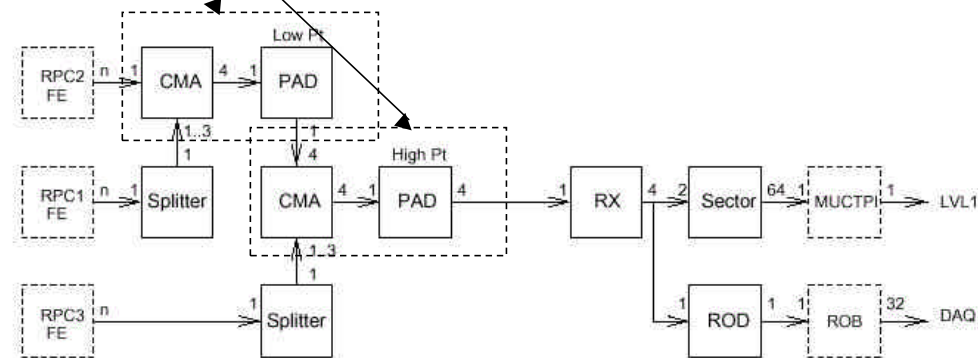 Low Pt
RPC2
FE
n
1
CMA
4
1
PAD
1..3
1
1
4
High Pt
RPC1
FE
n
1
Splitter
CMA
4
1
PAD
4
1
RX
4
2
Sector
64
1
MUCTPI
1
LVL1
1..3
1
RPC3
FE
n
1
Splitter
1
ROD
1
1
ROB
32
DAQ